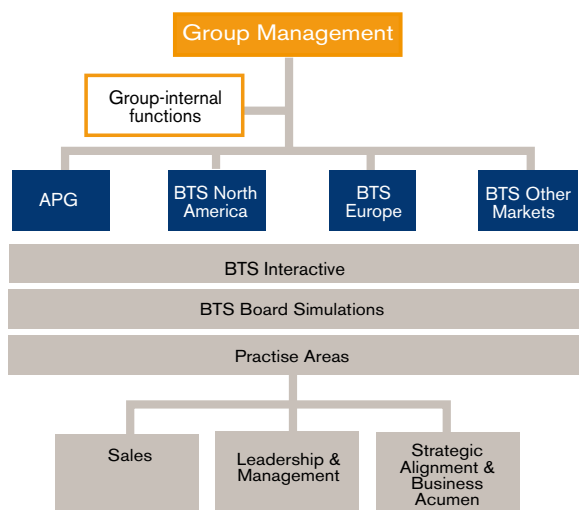 Group Management
Group-internal
functions
APG
BTS North
America
BTS
Europe
BTS Other
Markets
BTS Interactive
BTS Board Simulations
Practise Areas
Sales
Leadership &
Management
Strategic
Alignment &
Business
Acumen